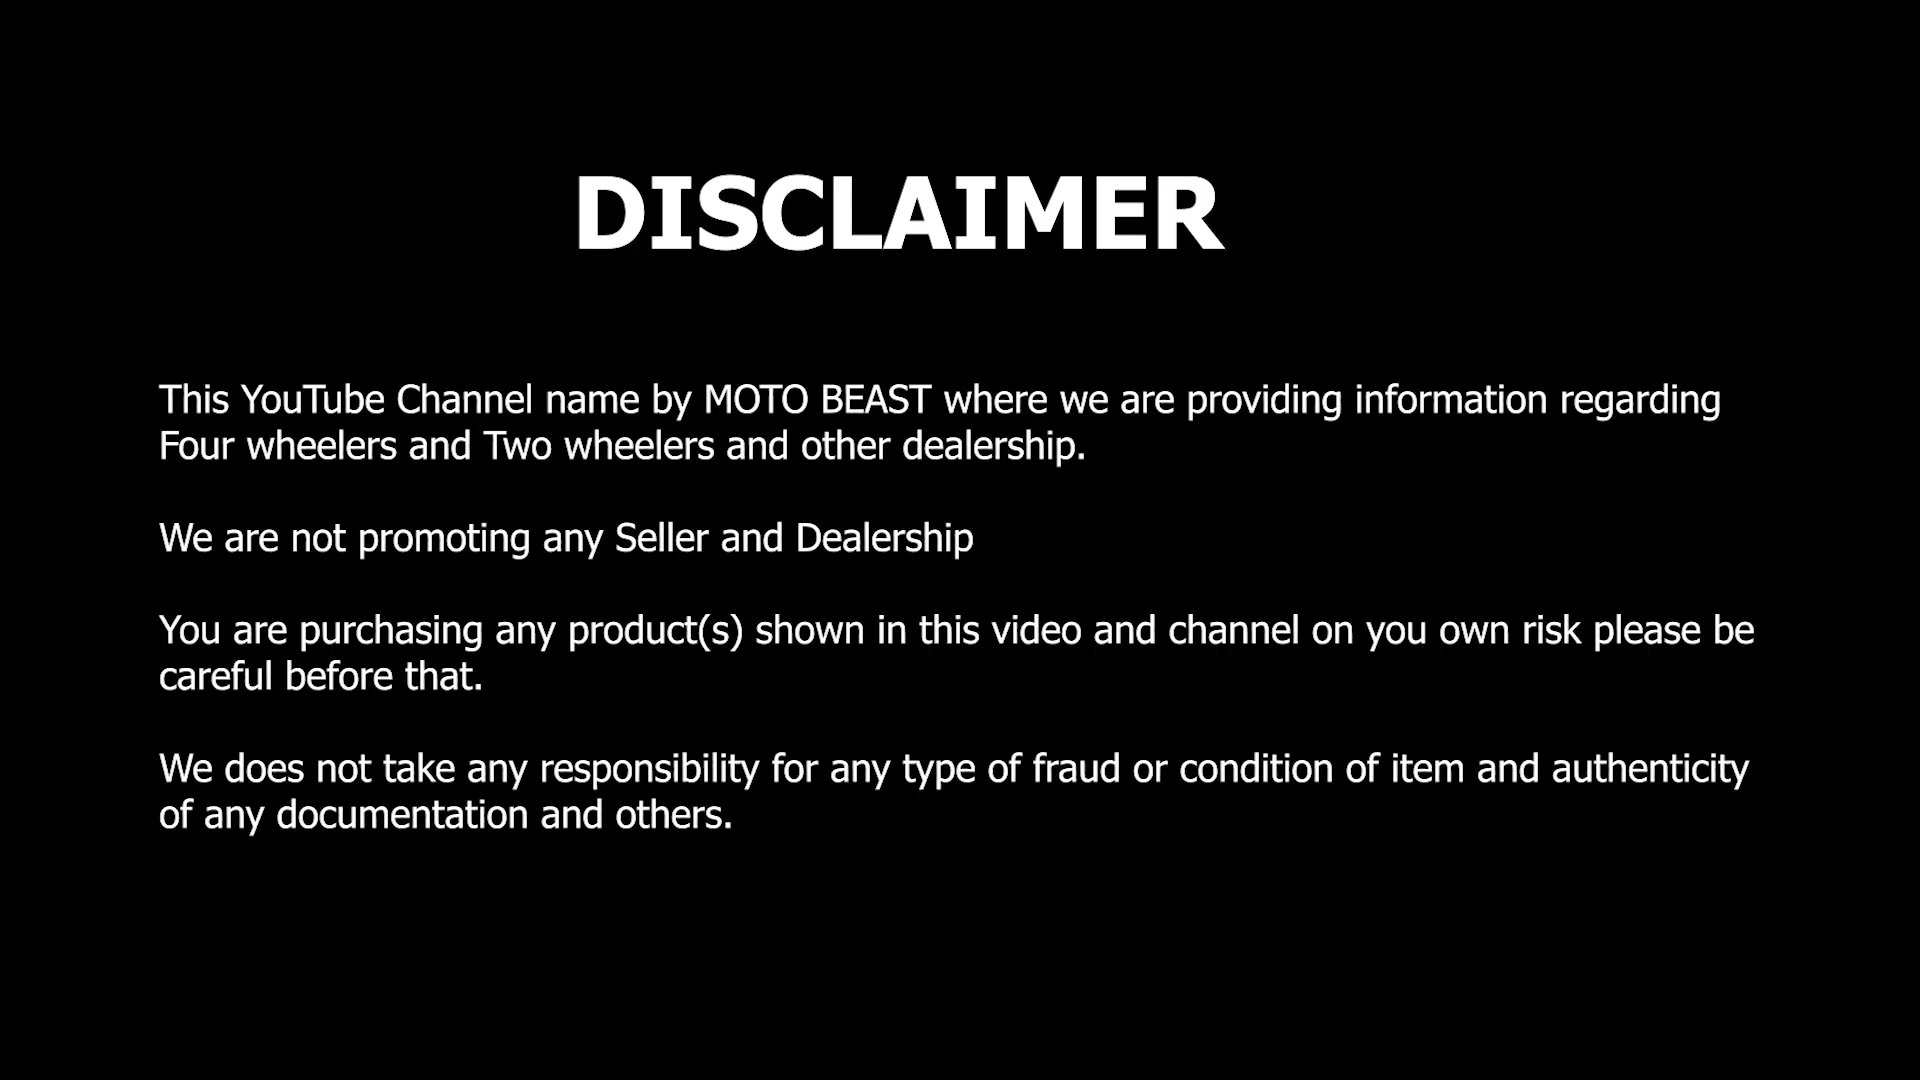 DISCLAIMER
This YouTube Channel name by MOTO BEAST where we are providing information regarding
Four wheelers and Two wheelers and other dealership.
We are not promoting any Seller and Dealership
You are purchasing any product(s) shown in this video and channel on you own risk please be
careful before that.
We does not take any responsibility for any type of fraud or condition of item and authenticity
of any documentation and others.